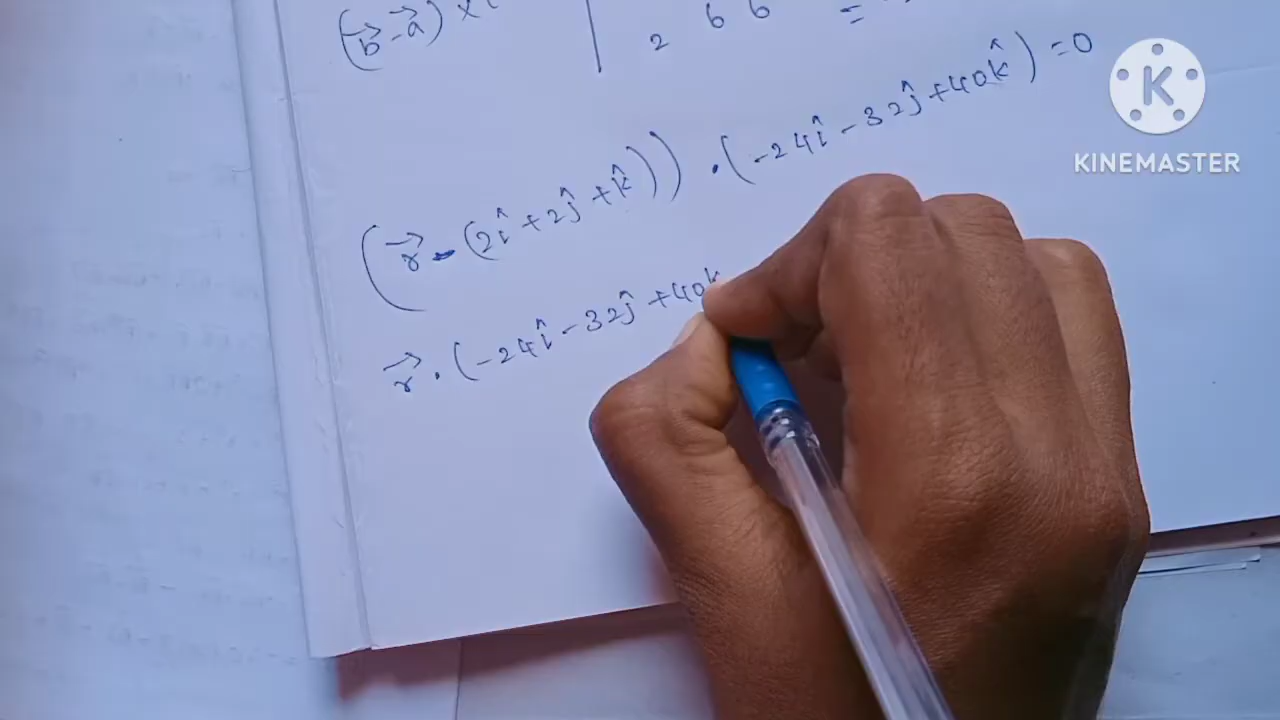 (b⃗-a⃗) ×
2 6 6 =
(r⃗ - (2î+2ĵ+k̂)) . (-24î-32ĵ+40k̂) =0
r⃗ . (-24î-32ĵ+40k
K
KINEMASTER